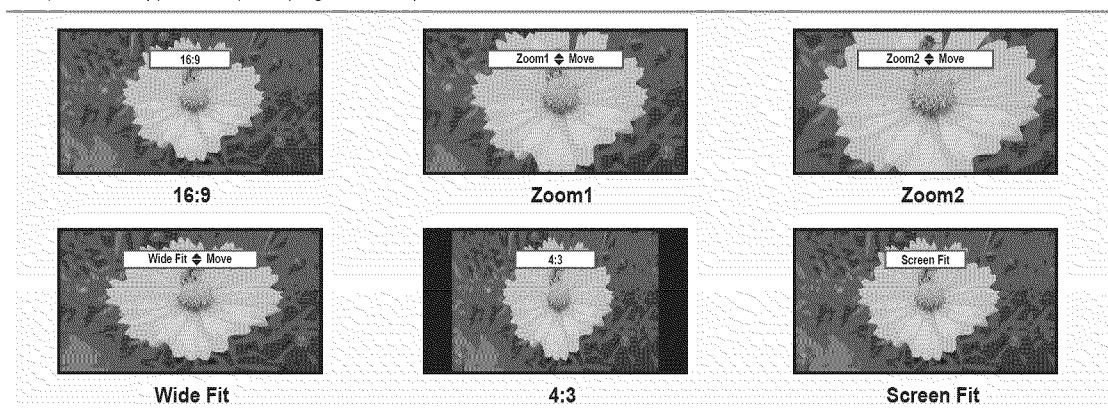 16:9
Zoom1 ♦ Move
Zoom2 ♦ Move
16:9
Zoom1
Zoom2
Wide Fit ♦ Move
4:3
Screen Fit
Wide Fit
4:3
Screen Fit